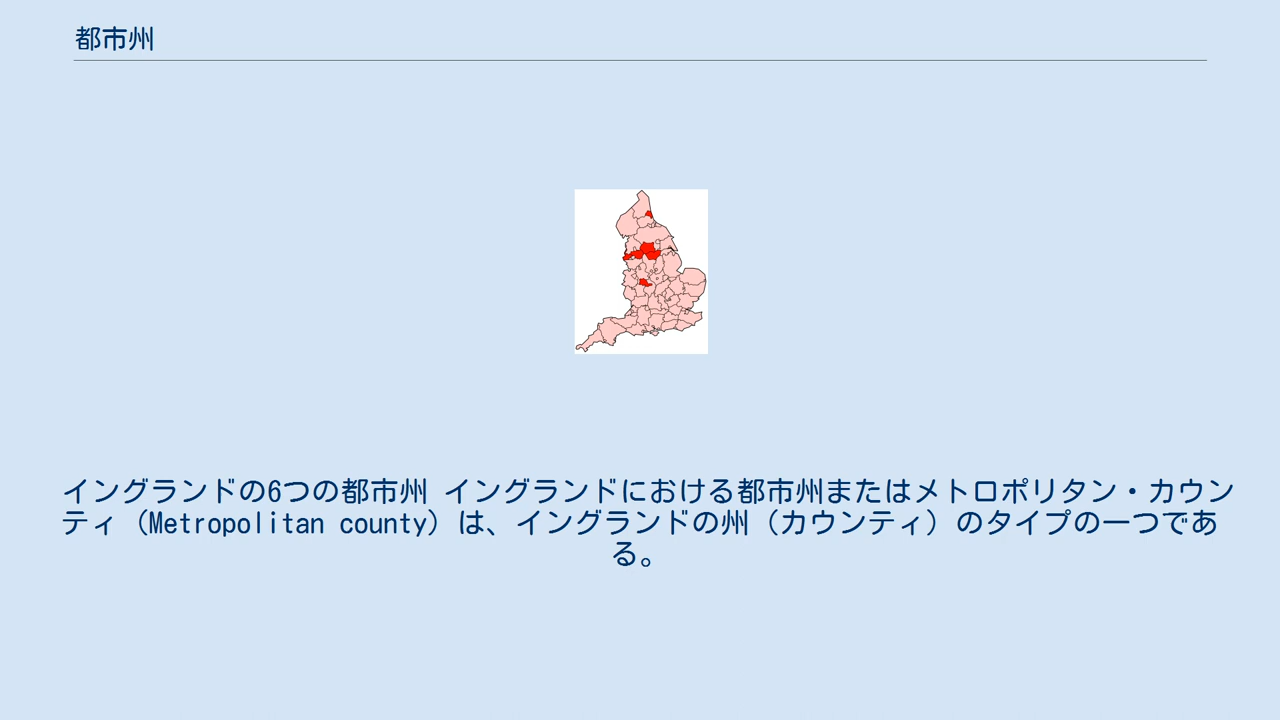 都市州
イングランドの6つの都市州 イングランドにおける都市州またはメトロポリタン・カウン
ティ（Metropolitan county）は、イングランドの州（カウンティ）のタイプの一つであ
る。